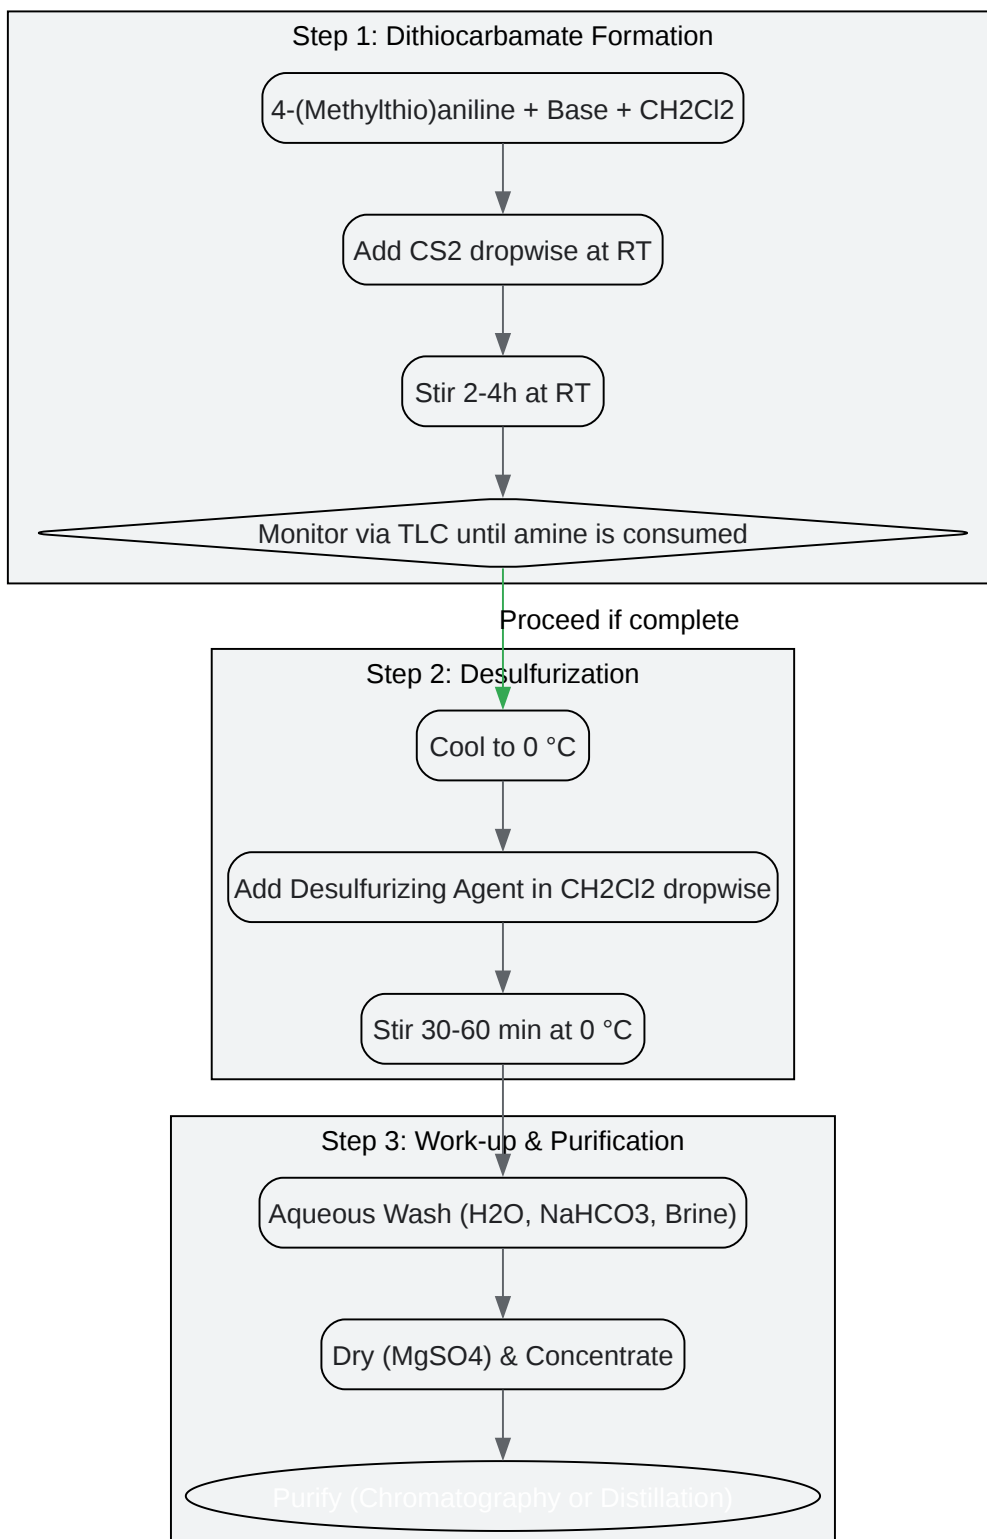 Step 1: Dithiocarbamate Formation
4-(Methylthio)aniline + Base + CH2Cl2
Add CS2 dropwise at RT
Stir 2-4h at RT
Monitor via TLC until amine is consumed
Proceed if complete
Step 2: Desulfurization
Cool to 0 °C
Add Desulfurizing Agent in CH2Cl2 dropwise
Stir 30-60 min at 0 °C
Step 3: Work-up & Purification
Aqueous Wash (H2O, NaHCO3, Brine)
Dry (MgSO4) & Concentrate
Purify (Chromatography or Distillation)